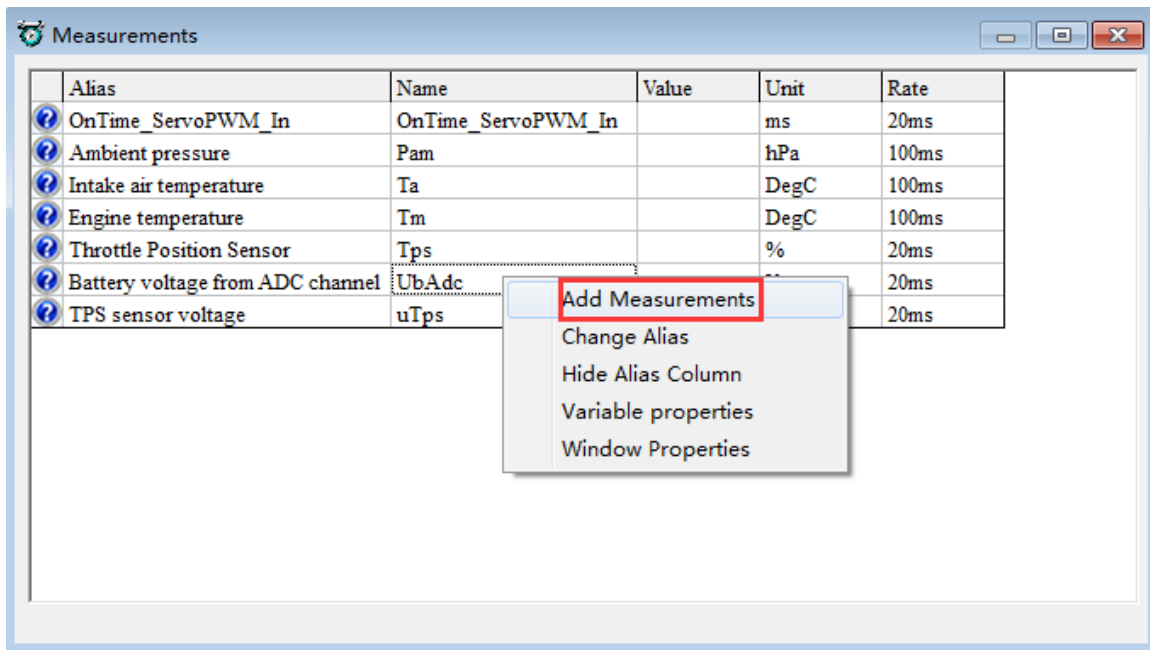 Measurements
Alias Name Value Unit Rate
OnTime_ServoPWM_In OnTime_ServoPWM_In ms 20ms
Ambient pressure Pam hPa 100ms
Intake air temperature Ta DegC 100ms
Engine temperature Tm DegC 100ms
Throttle Position Sensor Tps % 20ms
Battery voltage from ADC channel UbAdc 20ms
TPS sensor voltage uTps 20ms
Add Measurements
Change Alias
Hide Alias Column
Variable properties
Window Properties